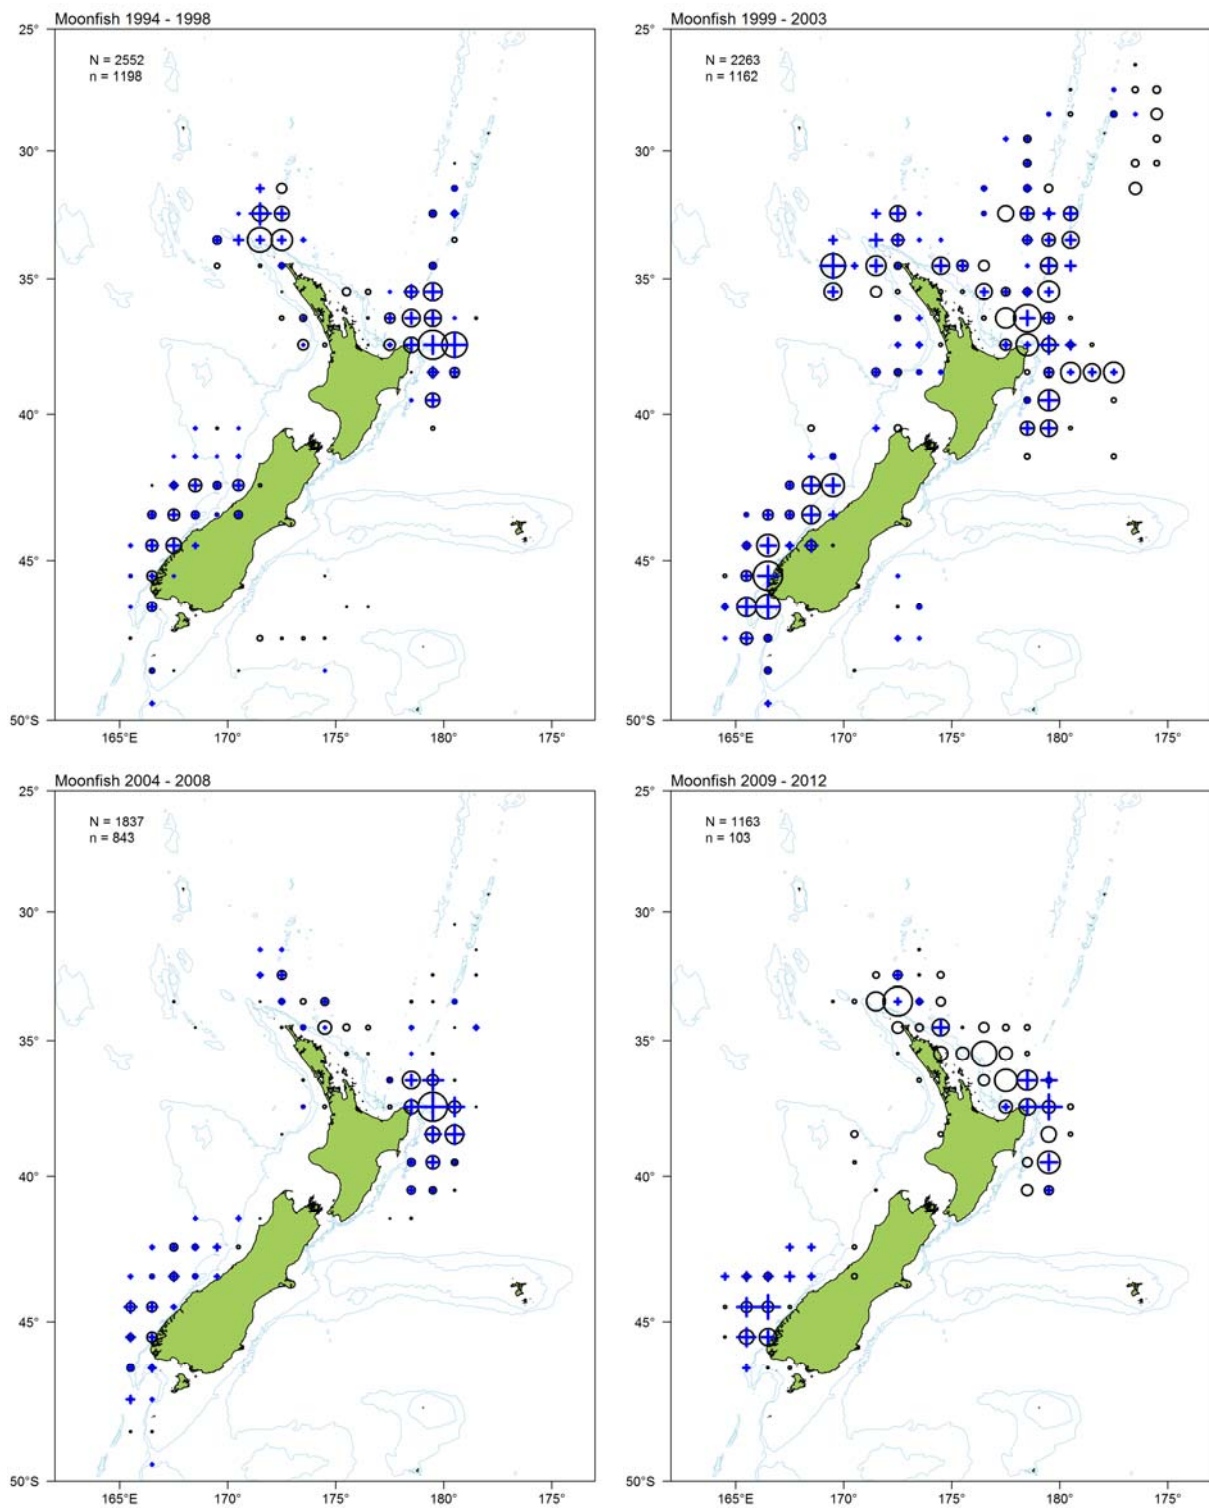 Moonfish 1994 - 1998
25°
N = 2552
n = 1198
30°
35°
40°
45°
50°S
165°E 170° 175° 180° 175°
Moonfish 1999 - 2003
25°
N = 2263
n = 1162
30°
35°
40°
45°
50°S
165°E 170° 175° 180° 175°
Moonfish 2004 - 2008
25°
N = 1837
n = 843
30°
35°
40°
45°
50°S
165°E 170° 175° 180° 175°
Moonfish 2009 - 2012
25°
N = 1163
n = 103
30°
35°
40°
45°
50°S
165°E 170° 175° 180° 175°